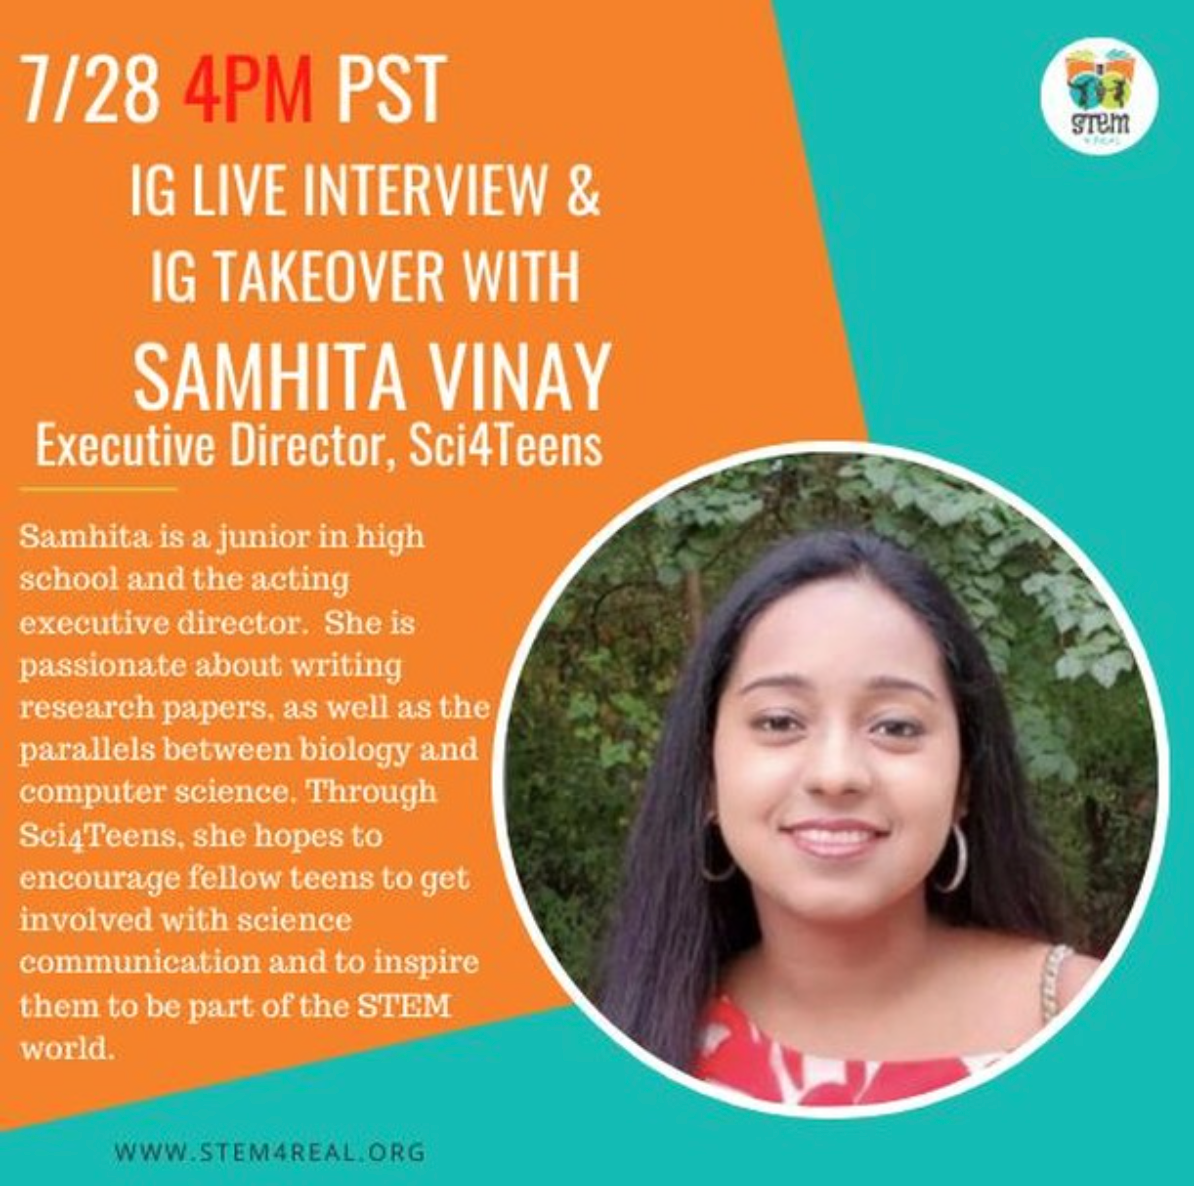 7/28 4PM PST
STEM
4 REAL
IG LIVE INTERVIEW &
IG TAKEOVER WITH
SAMHITA VINAY
Executive Director, Sci4Teens
Samhita is a junior in high
school and the acting
executive director. She is
passionate about writing
research papers, as well as the
parallels between biology and
computer science. Through
Sci4Teens, she hopes to
encourage fellow teens to get
involved with science
communication and to inspire
them to be part of the STEM
world.
WWW.STEM4REAL.ORG